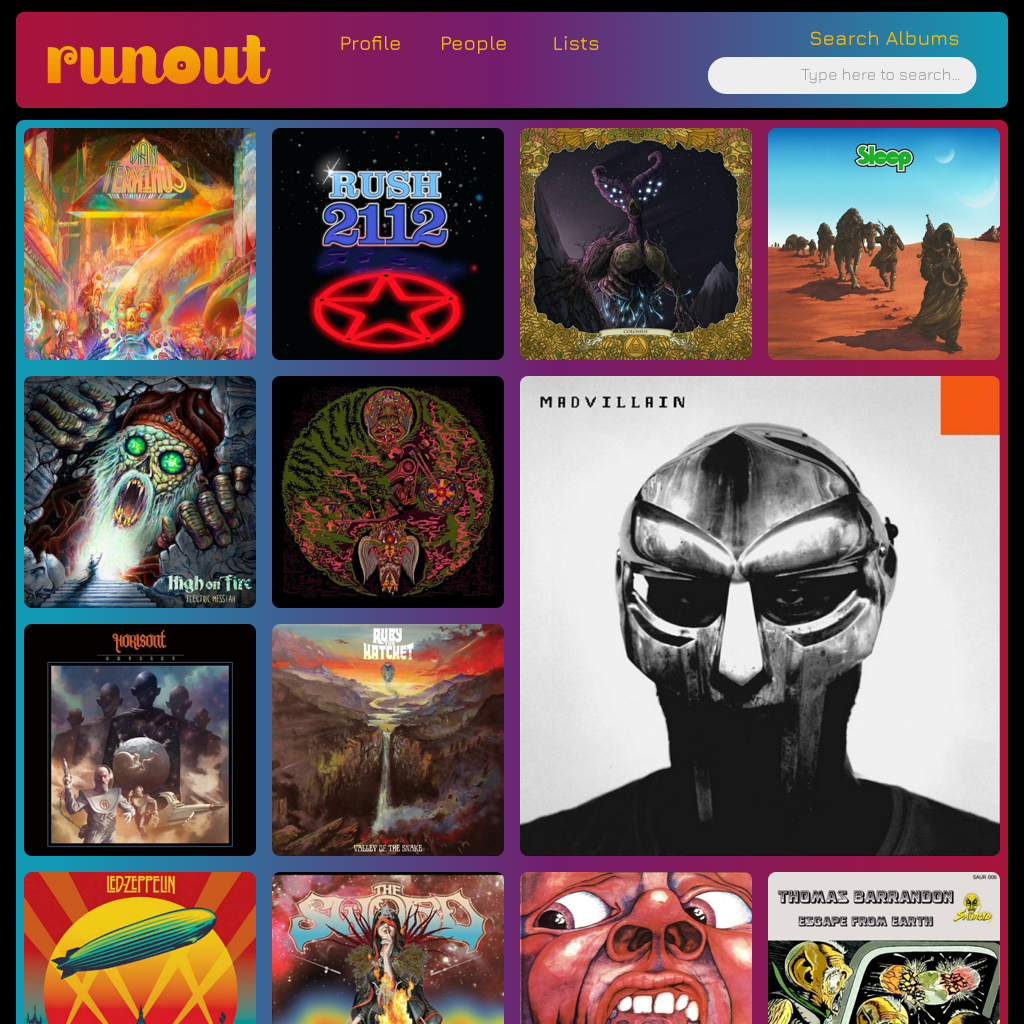 runout
Profile
People
Lists
Search Albums
Type here to search...
VAN
TERMINUS
RUSH
2112
COLOSSUS
Sleep
High on Fire
ELECTRIC MESSIAH
MADVILLAIN
HORISONT
ODYSSEY
RUBY
HATCHET
VALLEY OF THE SNAKE
LED-ZEPPELIN
THE
SWORD
SAUR 006
THOMAS BARRANDON
ESCAPE FROM EARTH